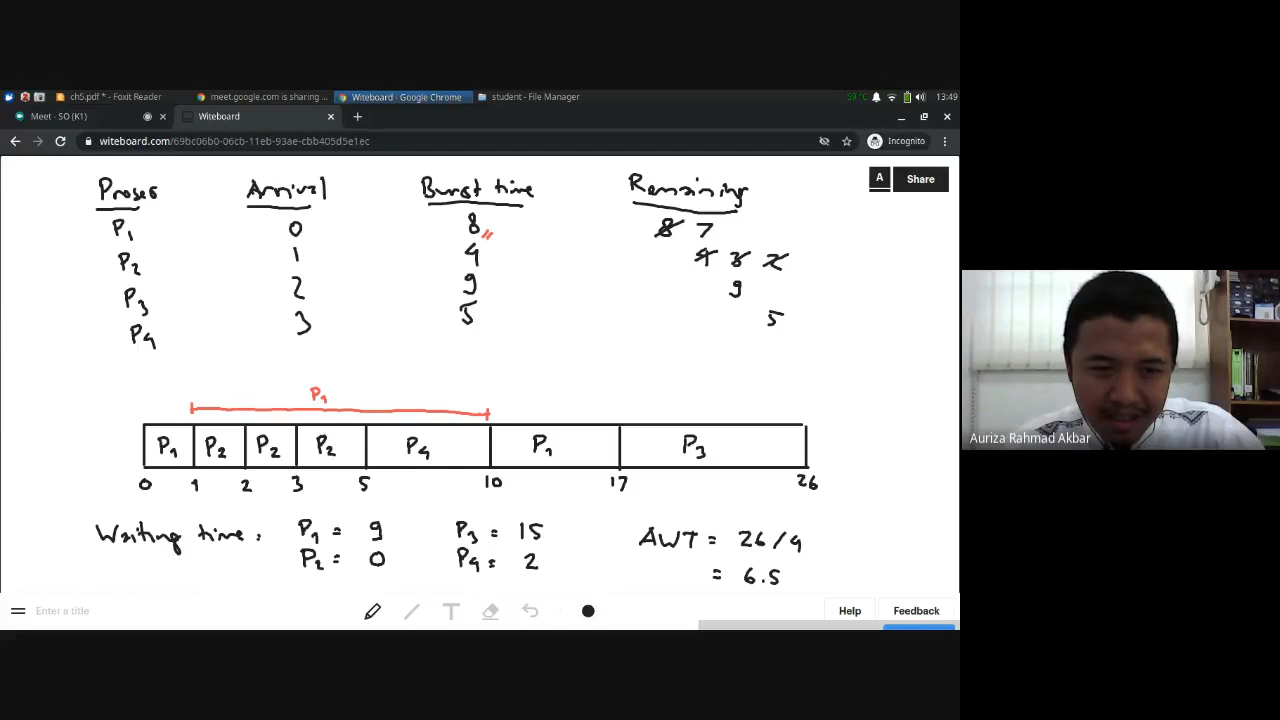 ch5.pdf * - Foxit Reader meet.google.com is sharing ... Witeboard - Google Chrome student - File Manager 59°C 13:49
Meet - SO (K1) Witeboard
witeboard.com/69bc06b0-06cb-11eb-93ae-cbb405d5e1ec Incognito
A Share
Proses Arrival Burst time Remaining
P1 0 8 8 7
P2 1 4 4 3 2
P3 2 9 9
P4 3 5 5
P1
P1 P2 P2 P2 P4 P1 P3
0 1 2 3 5 10 17 26
Waiting time : P1 = 9 P3 = 15 AWT = 26/4
P2 = 0 P4 = 2 = 6.5
Enter a title T Help Feedback
Auriza Rahmad Akbar